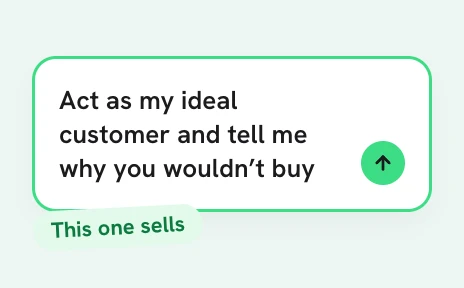 Act as my ideal
customer and tell me
why you wouldn’t buy
This one sells